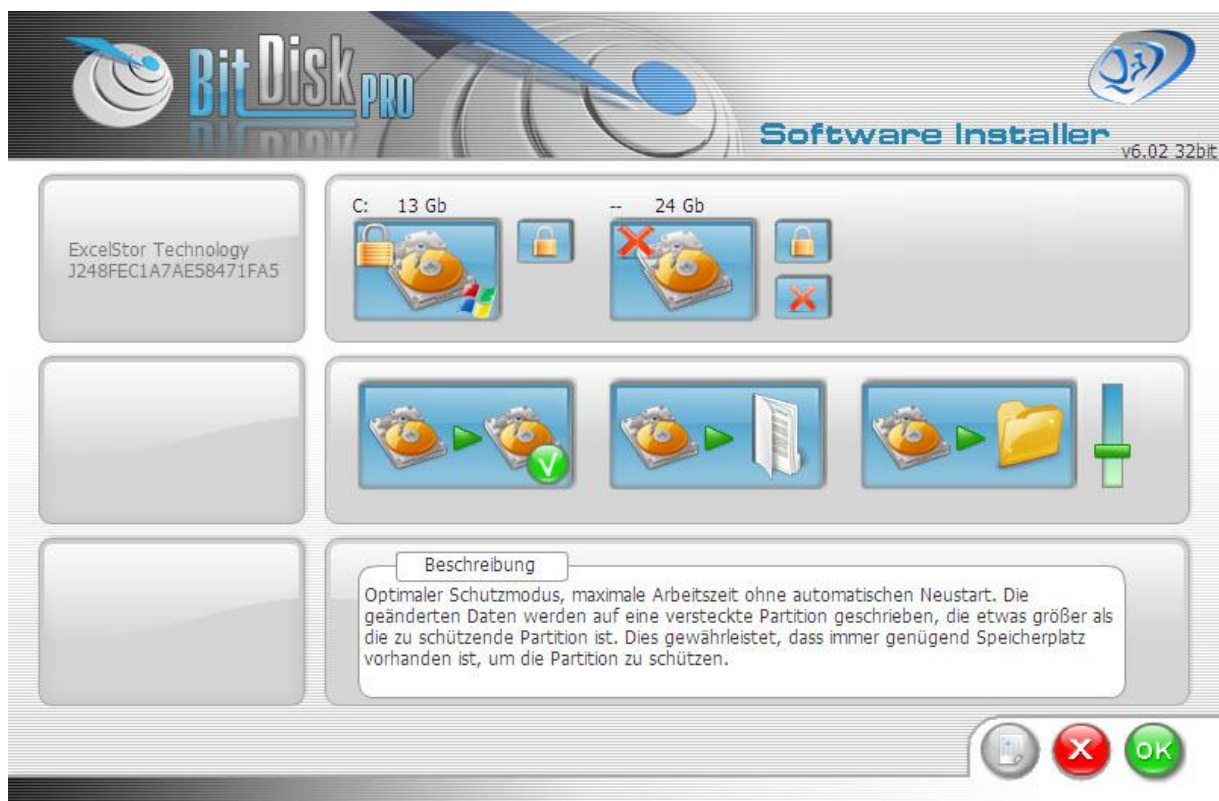 BitDisk PRO
Software Installer
v6.02 32bit
ExcelStor Technology
J248FEC1A7AE58471FA5
C: 13 Gb
-- 24 Gb
Beschreibung
Optimaler Schutzmodus, maximale Arbeitszeit ohne automatischen Neustart. Die
geänderten Daten werden auf eine versteckte Partition geschrieben, die etwas größer als
die zu schützende Partition ist. Dies gewährleistet, dass immer genügend Speicherplatz
vorhanden ist, um die Partition zu schützen.
OK